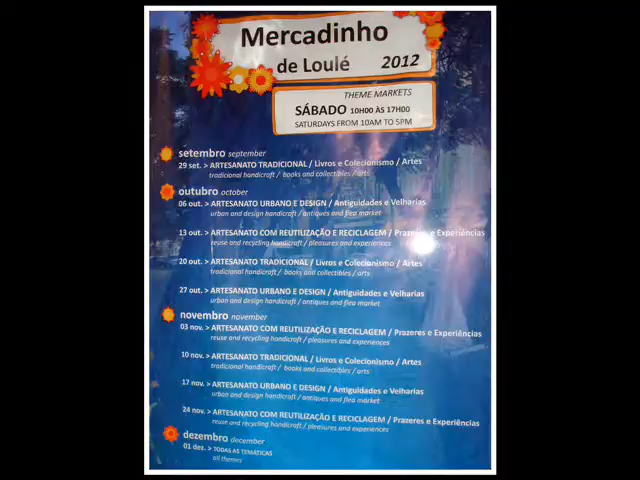 Mercadinho
de Loulé 2012
THEME MARKETS
SÁBADO 10H00 ÀS 17H00
SATURDAYS FROM 10AM TO 5PM
setembro september
29 set. > ARTESANATO TRADICIONAL / Livros e Colecionismo / Artes
tradicional handicraft / books and collectibles / arts
outubro october
06 out. > ARTESANATO URBANO E DESIGN / Antiguidades e Velharias
urban and design handicraft / antiques and flea market
13 out. > ARTESANATO COM REUTILIZAÇÃO E RECICLAGEM / Prazeres e Experiências
reuse and recycling handicraft / pleasures and experiences
20 out. > ARTESANATO TRADICIONAL / Livros e Colecionismo / Artes
tradicional handicraft / books and collectibles / arts
27 out. > ARTESANATO URBANO E DESIGN / Antiguidades e Velharias
urban and design handicraft / antiques and flea market
novembro november
03 nov. > ARTESANATO COM REUTILIZAÇÃO E RECICLAGEM / Prazeres e Experiências
reuse and recycling handicraft / pleasures and experiences
10 nov. > ARTESANATO TRADICIONAL / Livros e Colecionismo / Artes
tradicional handicraft / books and collectibles / arts
17 nov. > ARTESANATO URBANO E DESIGN / Antiguidades e Velharias
urban and design handicraft / antiques and flea market
24 nov. > ARTESANATO COM REUTILIZAÇÃO E RECICLAGEM / Prazeres e Experiências
reuse and recycling handicraft / pleasures and experiences
dezembro december
01 dez. > TODAS AS TEMÁTICAS
all themes